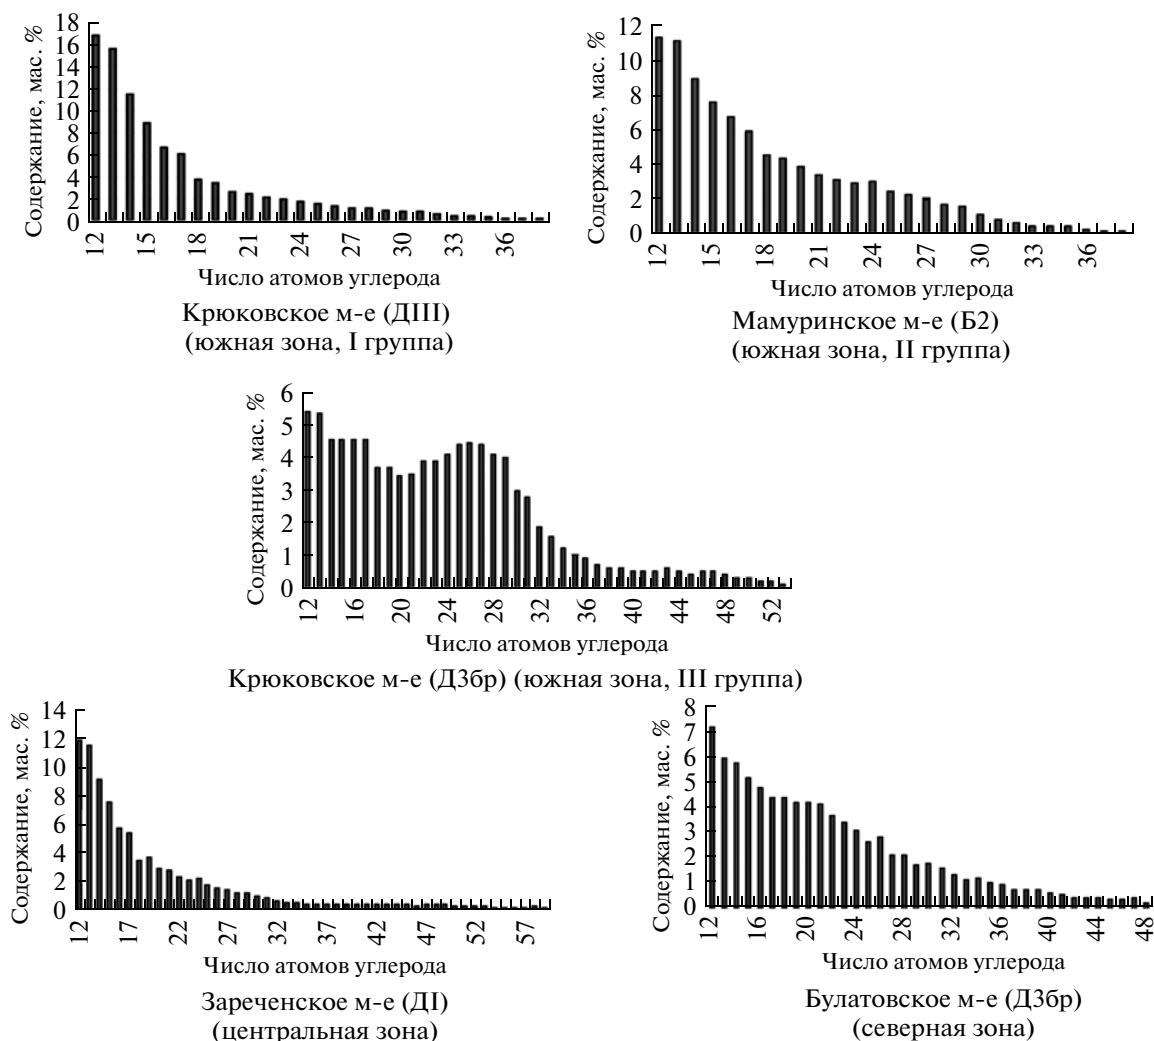 Содержание, мас. %
18
16
14
12
10
8
6
4
2
0
12 15 18 21 24 27 30 33 36
Число атомов углерода
Крюковское м-е (ДIII)
(южная зона, I группа)
Содержание, мас. %
12
10
8
6
4
2
0
12 15 18 21 24 27 30 33 36
Число атомов углерода
Мамуринское м-е (Б2)
(южная зона, II группа)
Содержание, мас. %
6
5
4
3
2
1
0
12 16 20 24 28 32 36 40 44 48 52
Число атомов углерода
Крюковское м-е (Д3бр) (южная зона, III группа)
Содержание, мас. %
14
12
10
8
6
4
2
0
12 17 22 27 32 37 42 47 52 57
Число атомов углерода
Зареченское м-е (ДI)
(центральная зона)
Содержание, мас. %
8
7
6
5
4
3
2
1
0
12 16 20 24 28 32 36 40 44 48
Число атомов углерода
Булатовское м-е (Д3бр)
(северная зона)